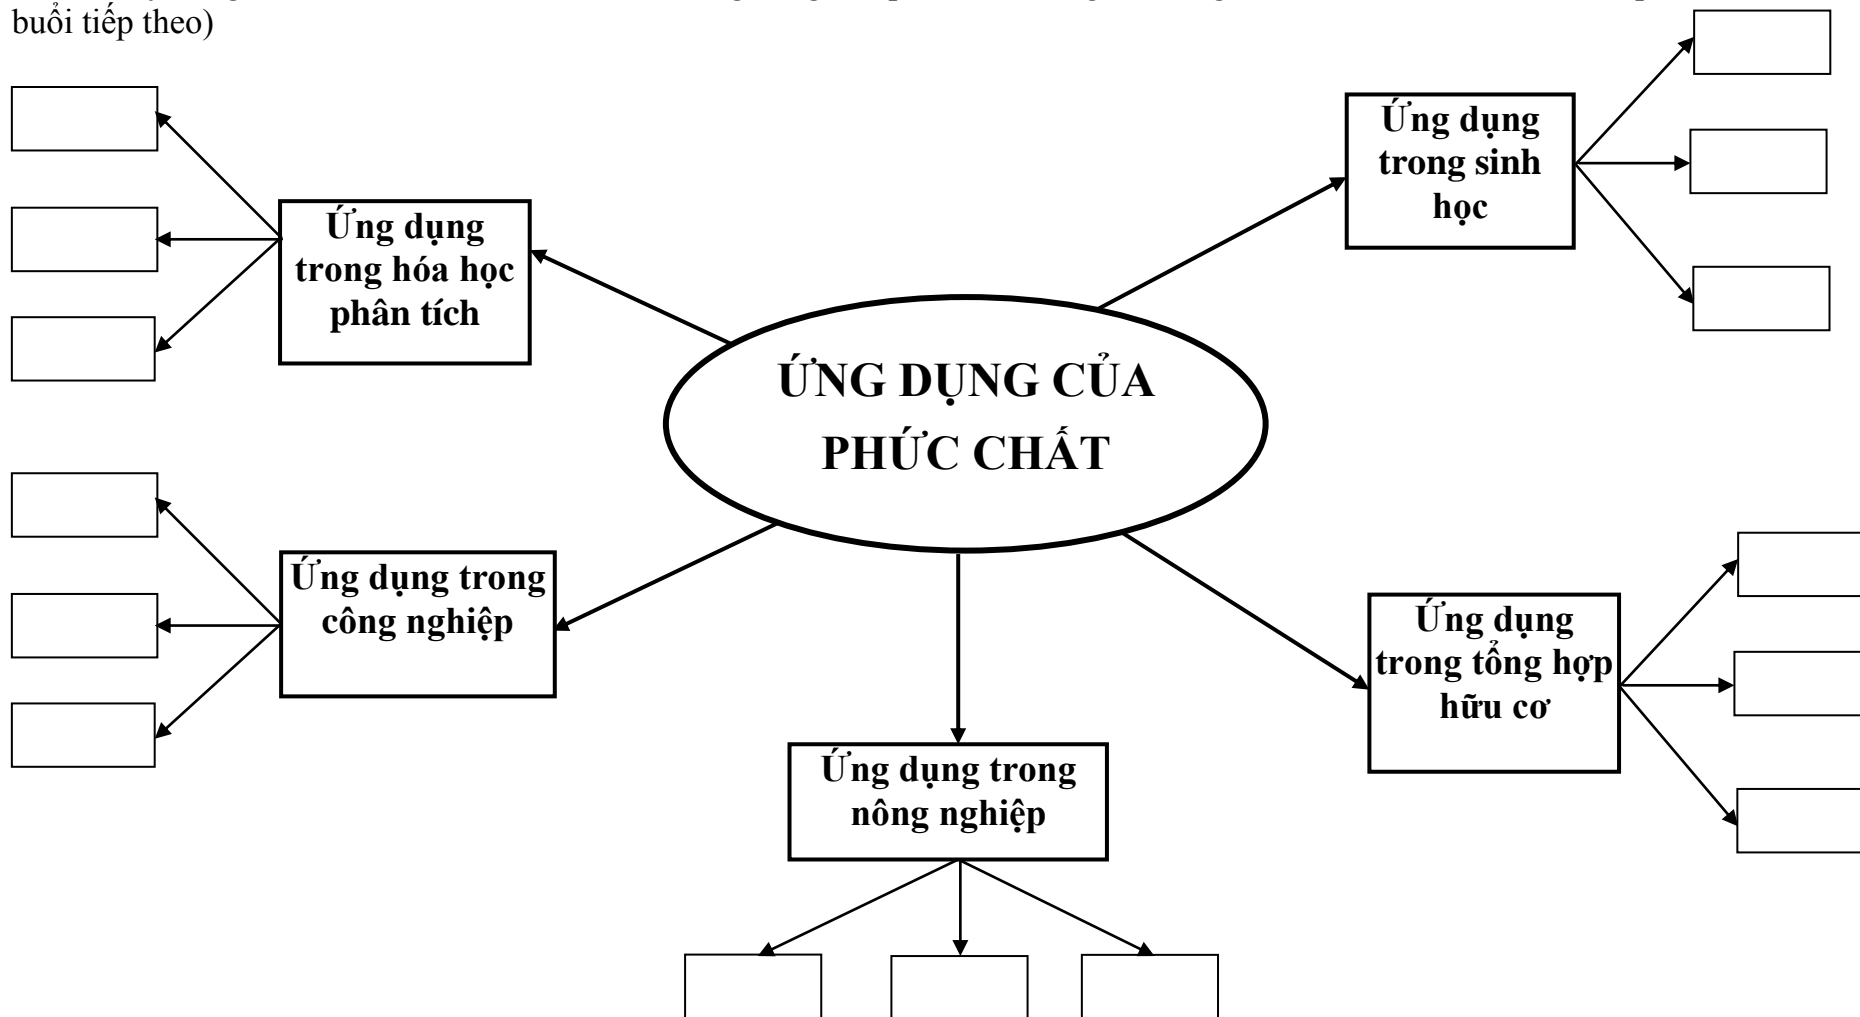 buổi tiếp theo)
Ứng dụng
trong sinh
học
Ứng dụng
trong hóa học
phân tích
ỨNG DỤNG CỦA
PHỨC CHẤT
Ứng dụng trong
công nghiệp
Ứng dụng
trong tổng hợp
hữu cơ
Ứng dụng trong
nông nghiệp